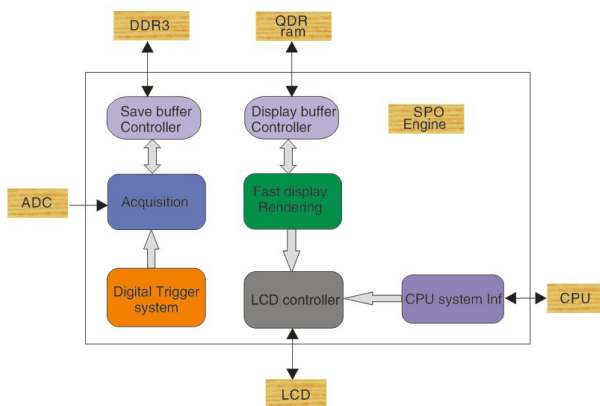 DDR3
QDR
ram
Save buffer
Controller
Display buffer
Controller
SPO
Engine
ADC
Acquisition
Fast display
Rendering
Digital Trigger
system
LCD controller
CPU system Inf
CPU
LCD